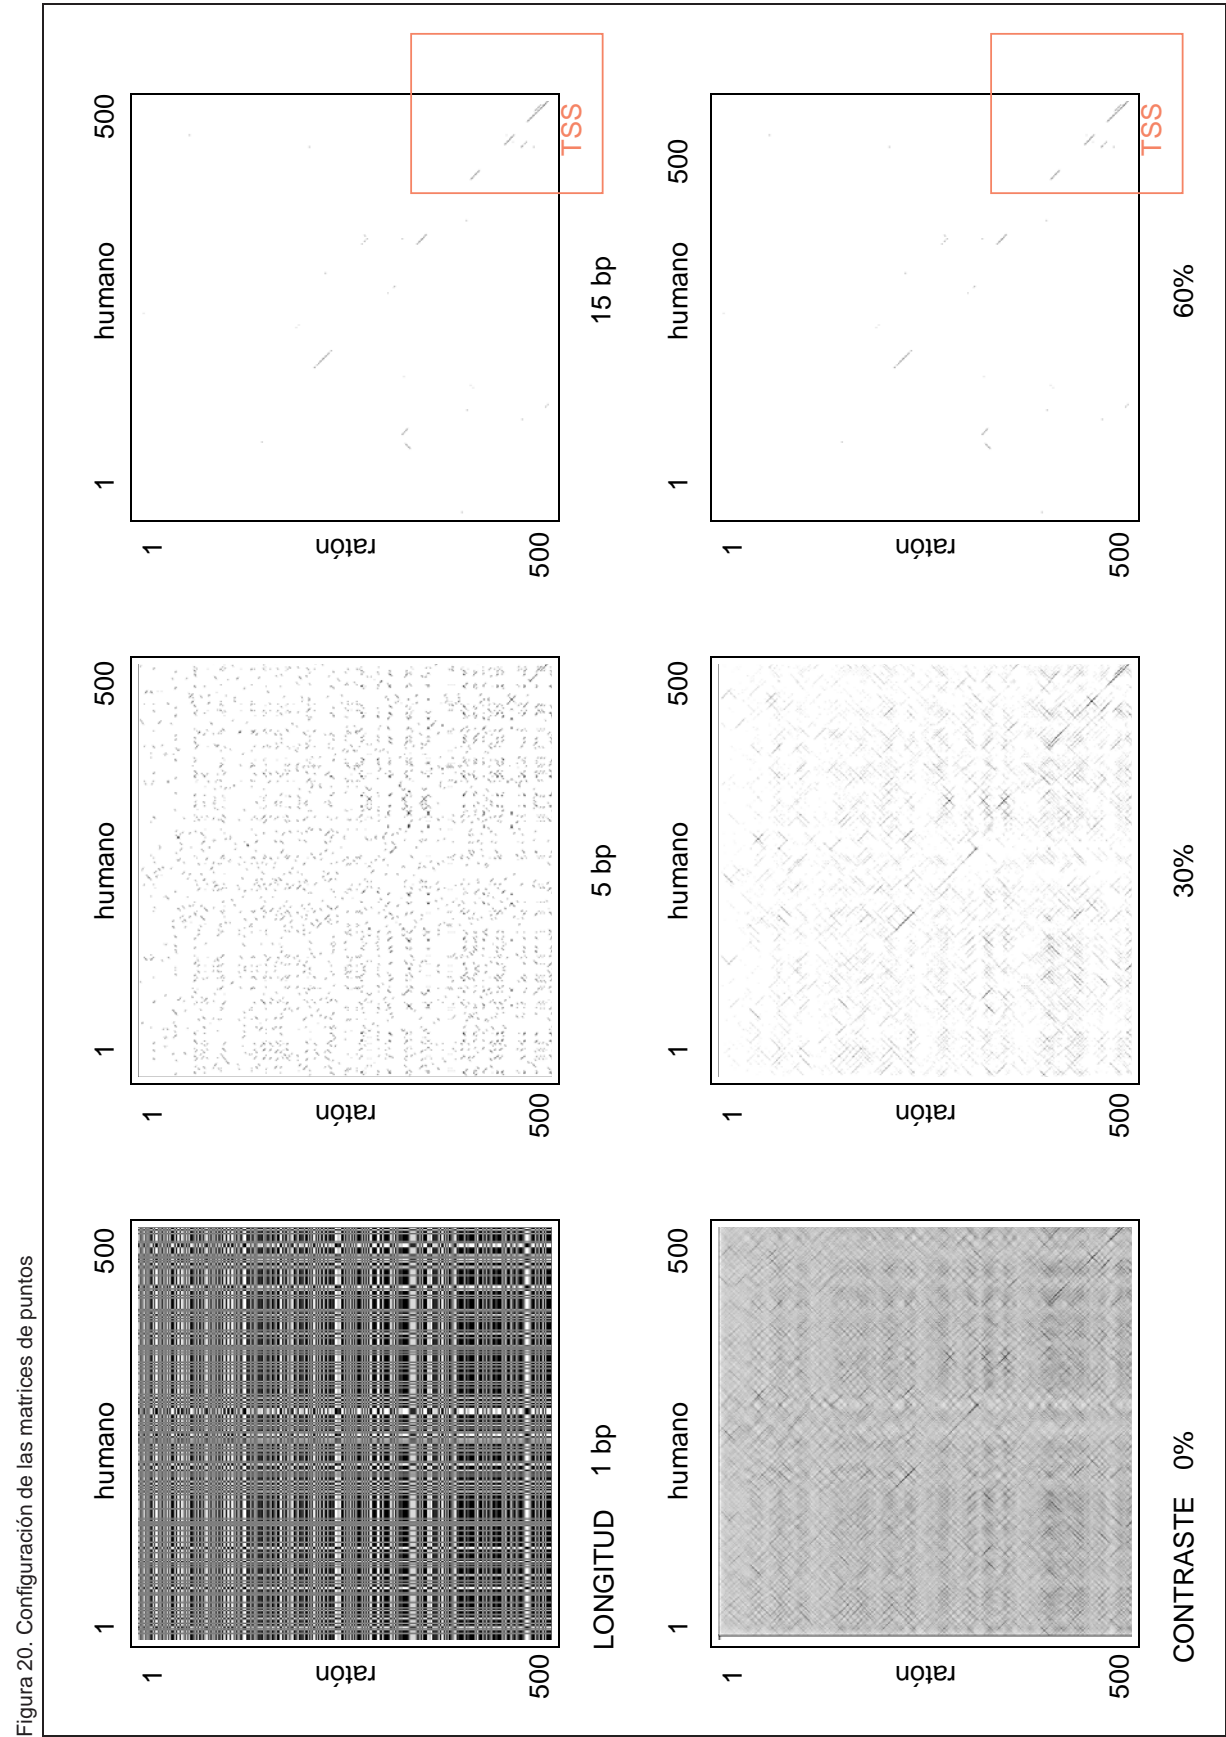 Figura 20. Configuración de las matrices de puntos
1 humano 500
1 humano 500
1 humano 500
1
ratón
500
1
ratón
500
1
ratón
500
TSS
LONGITUD 1 bp
5 bp
15 bp
1 humano 500
1 humano 500
1 humano 500
1
ratón
500
1
ratón
500
1
ratón
500
TSS
CONTRASTE 0%
30%
60%